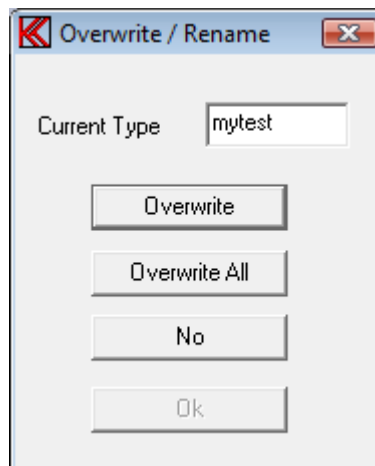 Overwrite / Rename
Current Type mytest
Overwrite
Overwrite All
No
Ok